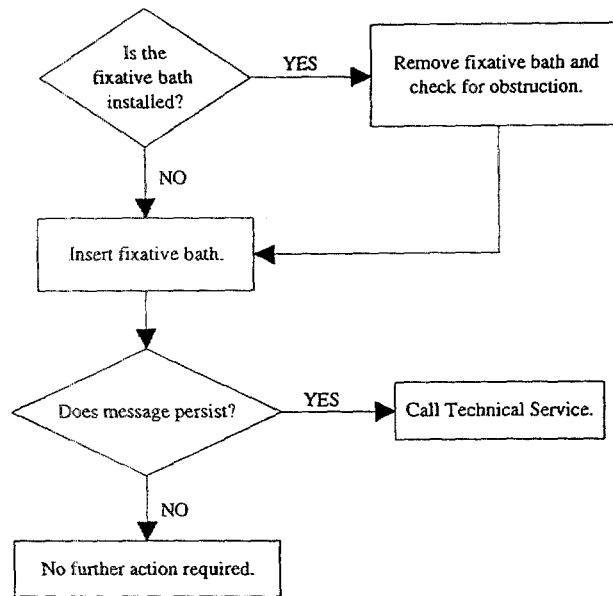 Is the
fixative bath
installed?
YES
Remove fixative bath and
check for obstruction.
NO
Insert fixative bath.
Does message persist?
YES
Call Technical Service.
NO
No further action required.